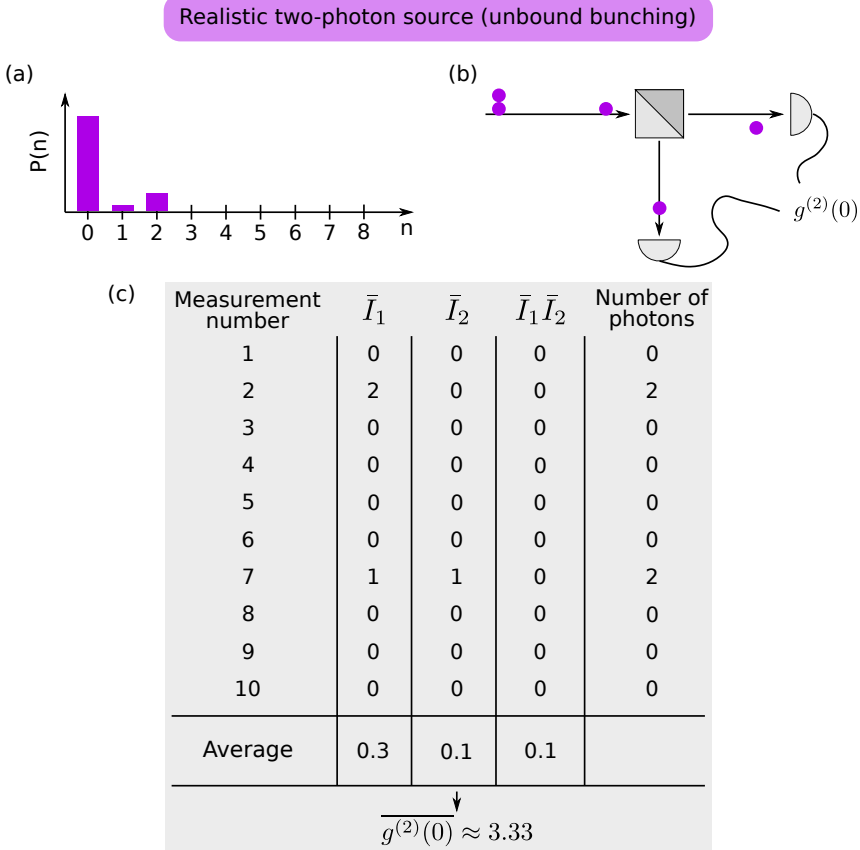 Realistic two-photon source (unbound bunching)
(a)
P(n)
0 1 2 3 4 5 6 7 8 n
(b)
g^{(2)}(0)
(c)
Measurement number Ī₁ Ī₂ Ī₁Ī₂ Number of photons
1 0 0 0 0
2 2 0 0 2
3 0 0 0 0
4 0 0 0 0
5 0 0 0 0
6 0 0 0 0
7 1 1 0 2
8 0 0 0 0
9 0 0 0 0
10 0 0 0 0
Average 0.3 0.1 0.1
\overline{g^{(2)}(0)} ≈ 3.33